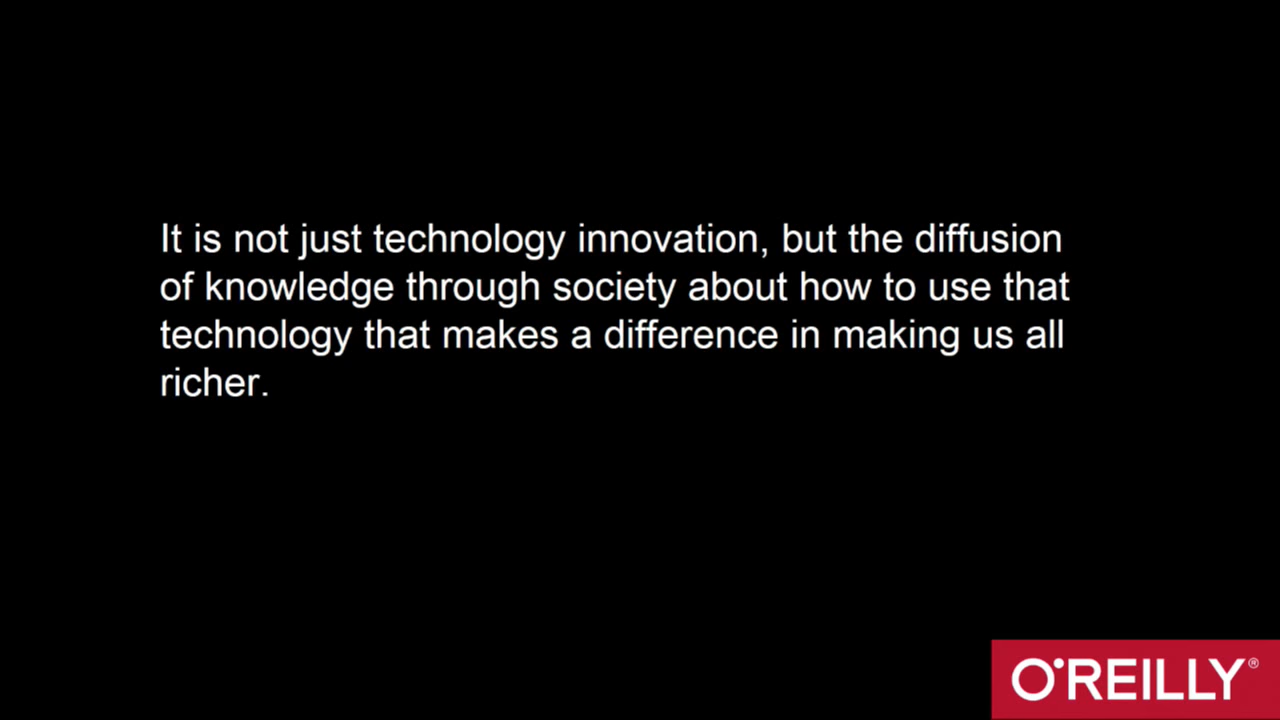 It is not just technology innovation, but the diffusion
of knowledge through society about how to use that
technology that makes a difference in making us all
richer.
O'REILLY®